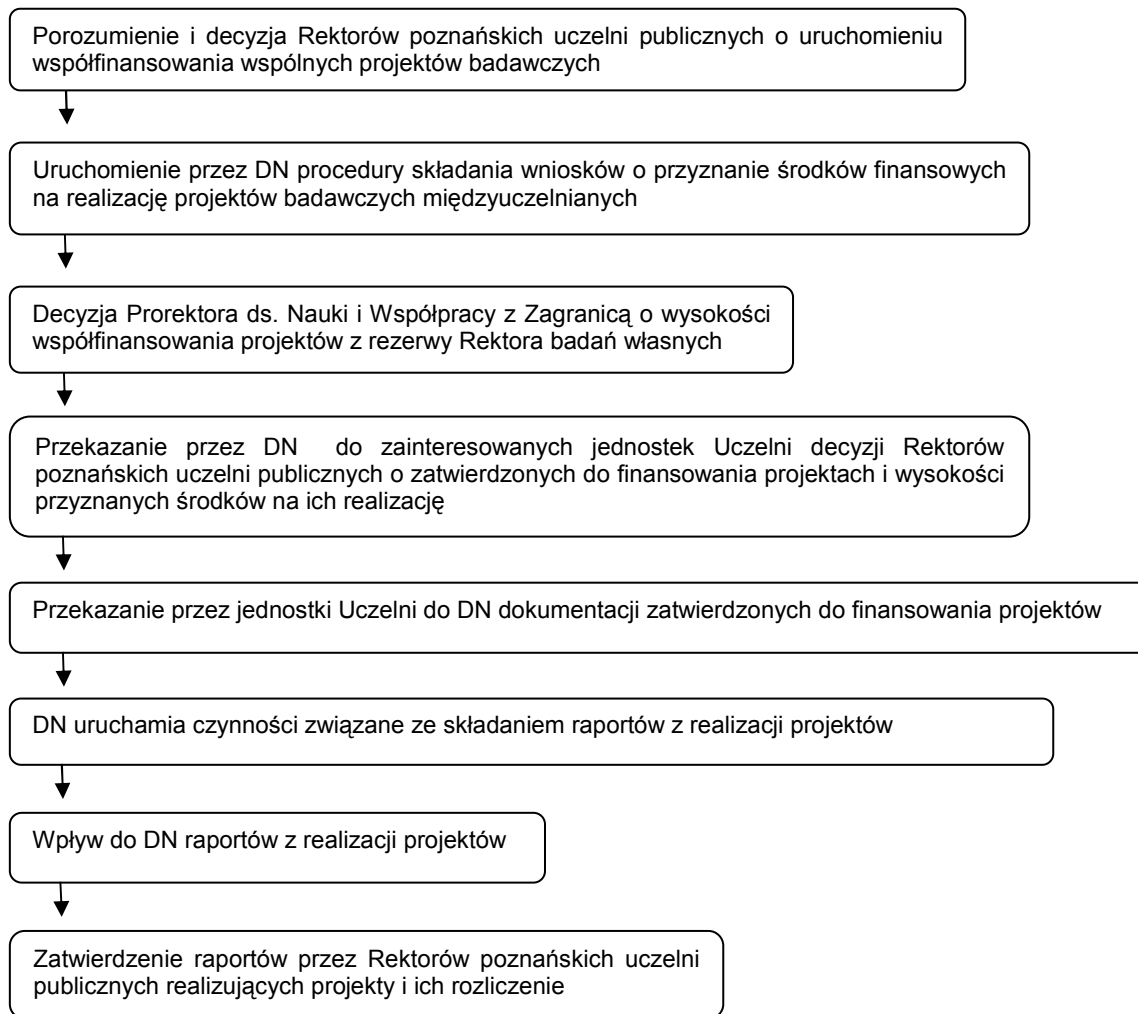 Porozumienie i decyzja Rektorów poznańskich uczelni publicznych o uruchomieniu
współfinansowania wspólnych projektów badawczych
Uruchomienie przez DN procedury składania wniosków o przyznanie środków finansowych
na realizację projektów badawczych międzyuczelnianych
Decyzja Prorektora ds. Nauki i Współpracy z Zagranicą o wysokości
współfinansowania projektów z rezerwy Rektora badań własnych
Przekazanie przez DN do zainteresowanych jednostek Uczelni decyzji Rektorów
poznańskich uczelni publicznych o zatwierdzonych do finansowania projektach i wysokości
przyznanych środków na ich realizację
Przekazanie przez jednostki Uczelni do DN dokumentacji zatwierdzonych do finansowania projektów
DN uruchamia czynności związane ze składaniem raportów z realizacji projektów
Wpływ do DN raportów z realizacji projektów
Zatwierdzenie raportów przez Rektorów poznańskich uczelni
publicznych realizujących projekty i ich rozliczenie